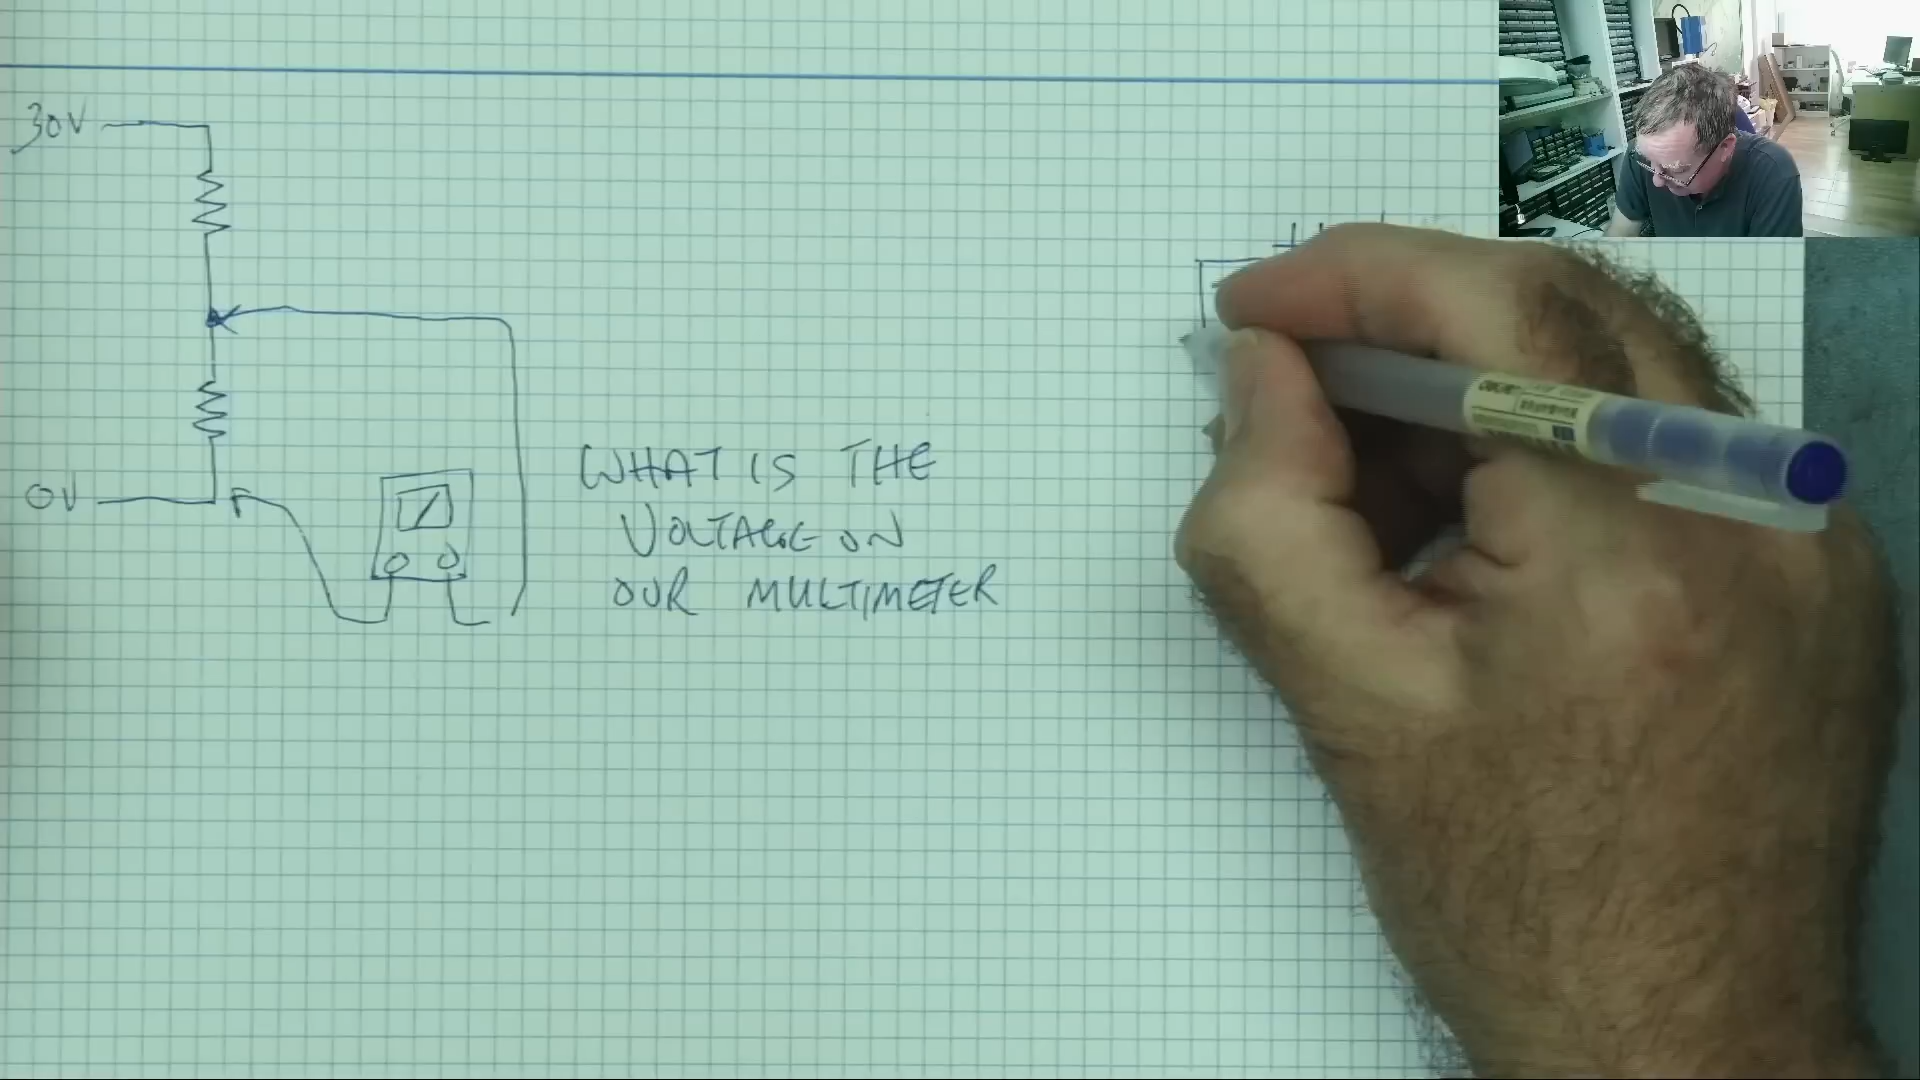 30V
0V
WHAT IS THE
VOLTAGE ON
OUR MULTIMETER